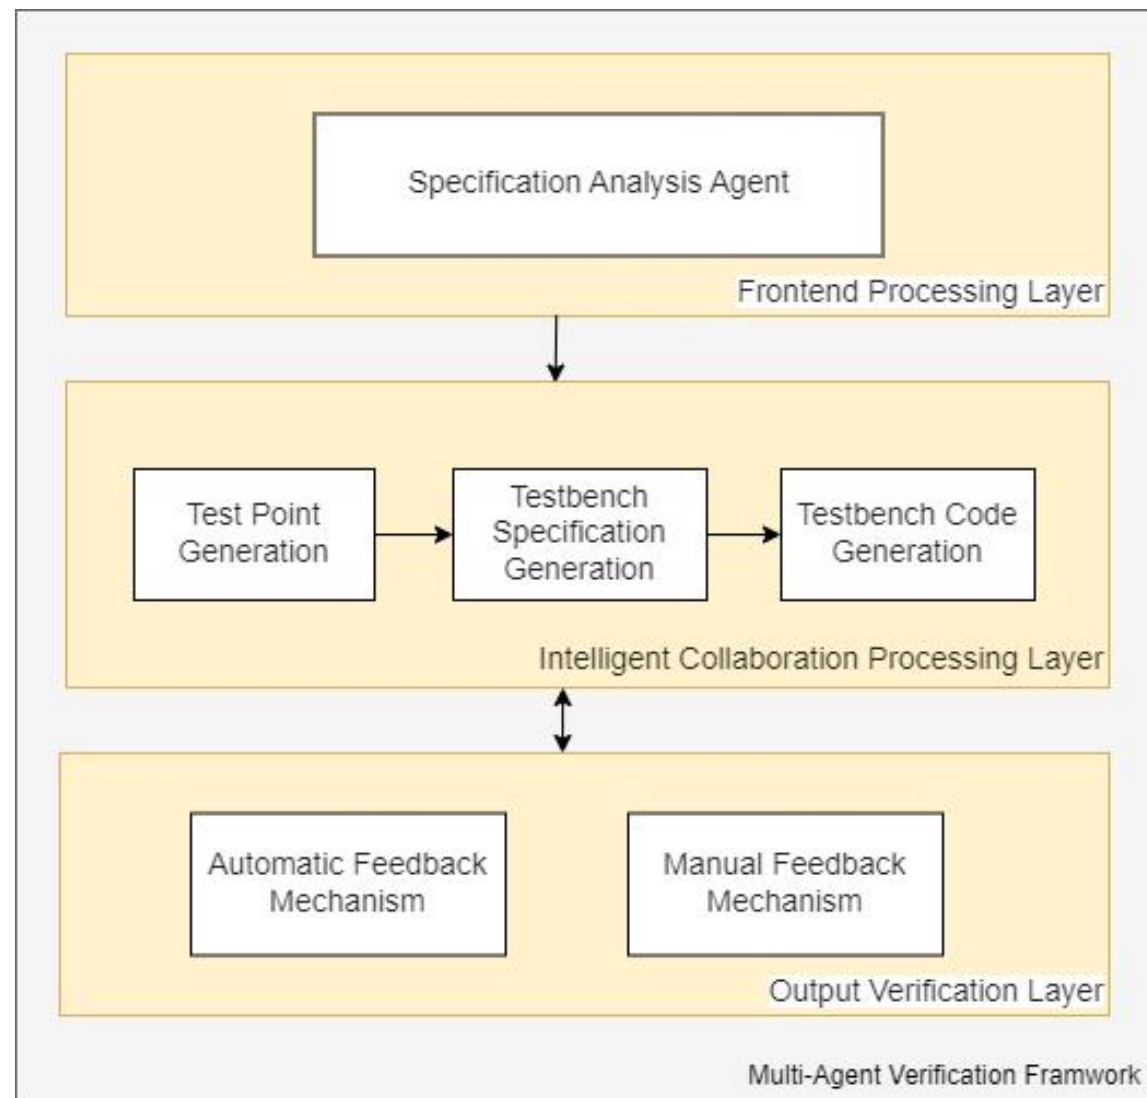 Specification Analysis Agent
Frontend Processing Layer
Test Point
Generation
Testbench
Specification
Generation
Testbench Code
Generation
Intelligent Collaboration Processing Layer
Automatic Feedback
Mechanism
Manual Feedback
Mechanism
Output Verification Layer
Multi-Agent Verification Framwork